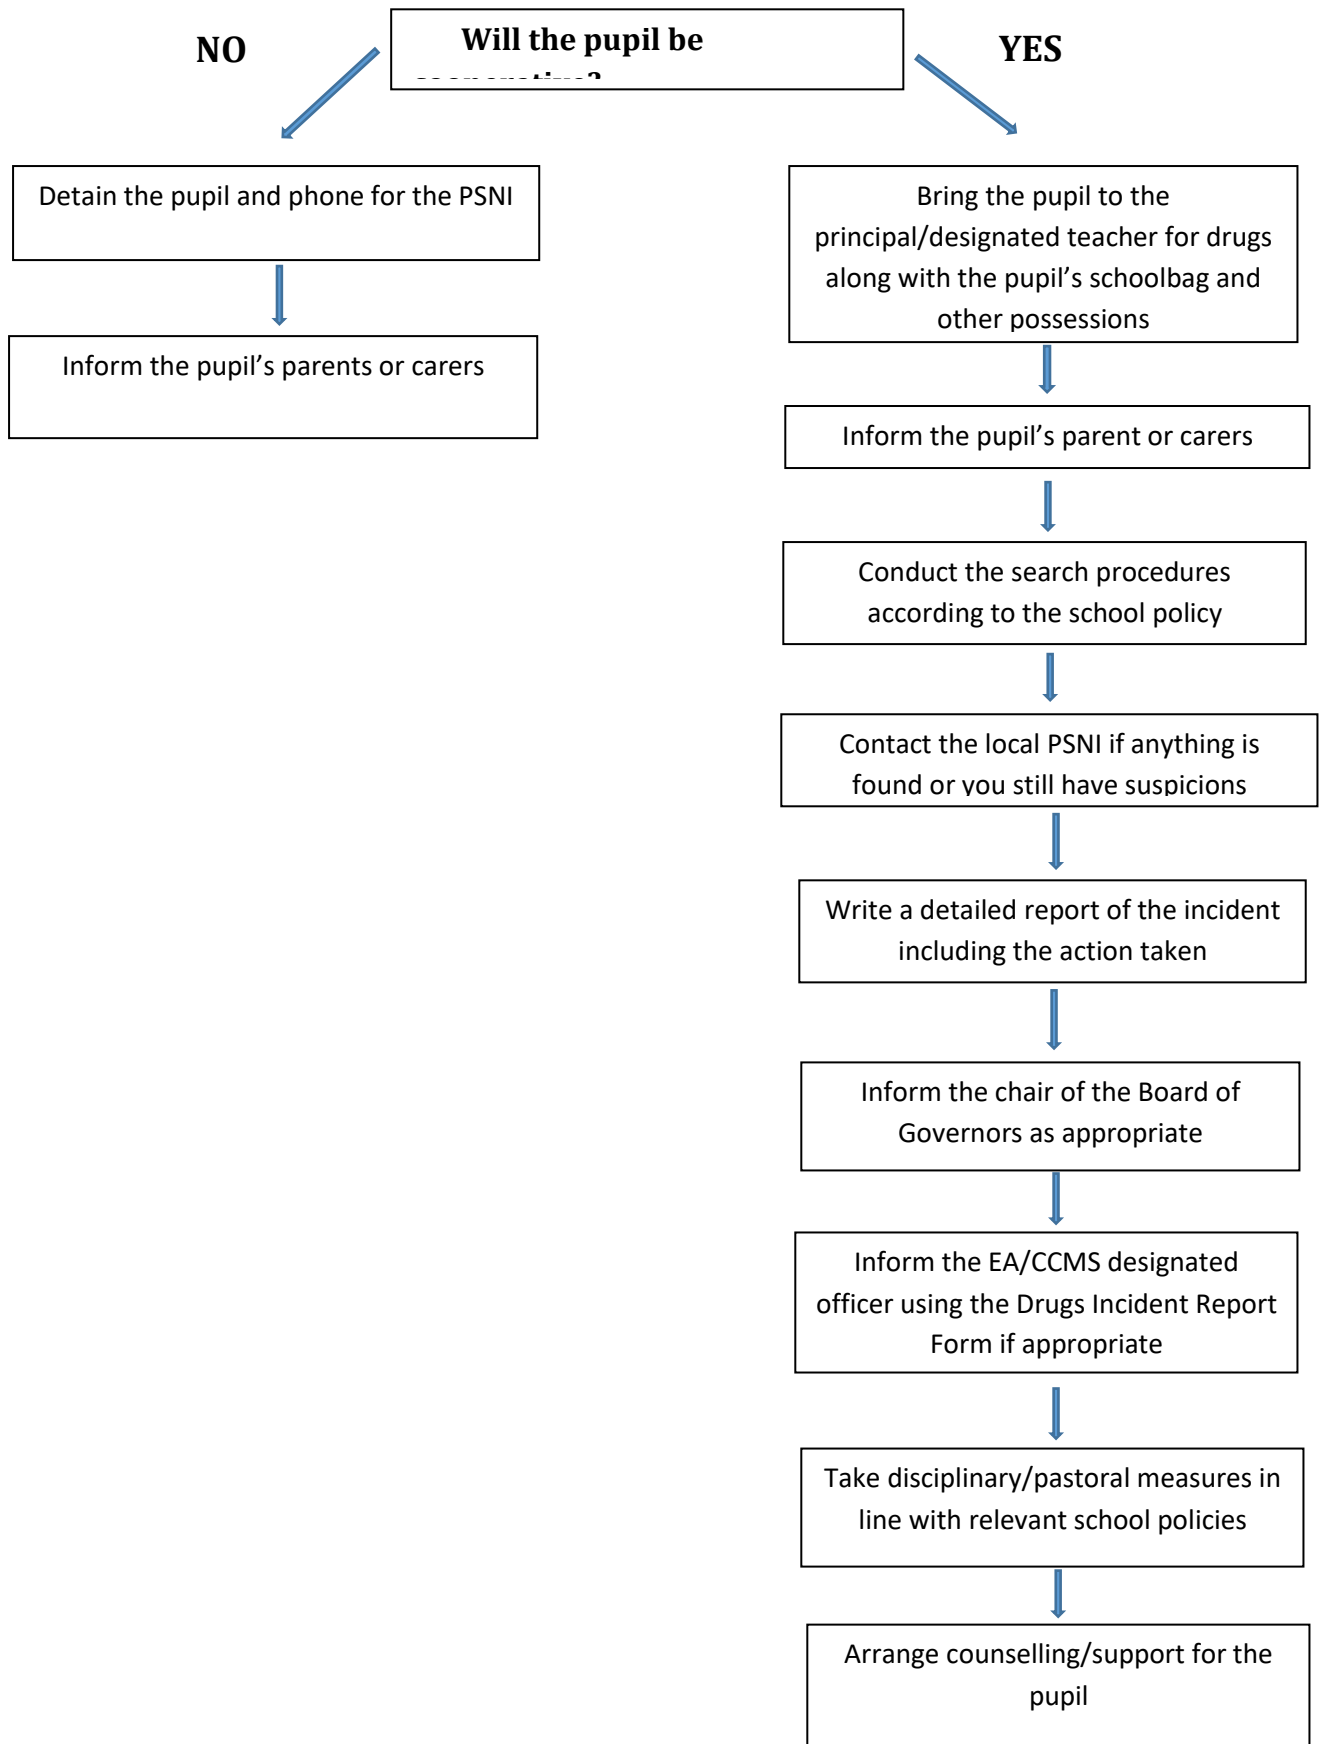 NO
Will the pupil be
YES
Detain the pupil and phone for the PSNI
Inform the pupil’s parents or carers
Bring the pupil to the
principal/designated teacher for drugs
along with the pupil’s schoolbag and
other possessions
Inform the pupil’s parent or carers
Conduct the search procedures
according to the school policy
Contact the local PSNI if anything is
found or you still have suspicions
Write a detailed report of the incident
including the action taken
Inform the chair of the Board of
Governors as appropriate
Inform the EA/CCMS designated
officer using the Drugs Incident Report
Form if appropriate
Take disciplinary/pastoral measures in
line with relevant school policies
Arrange counselling/support for the
pupil